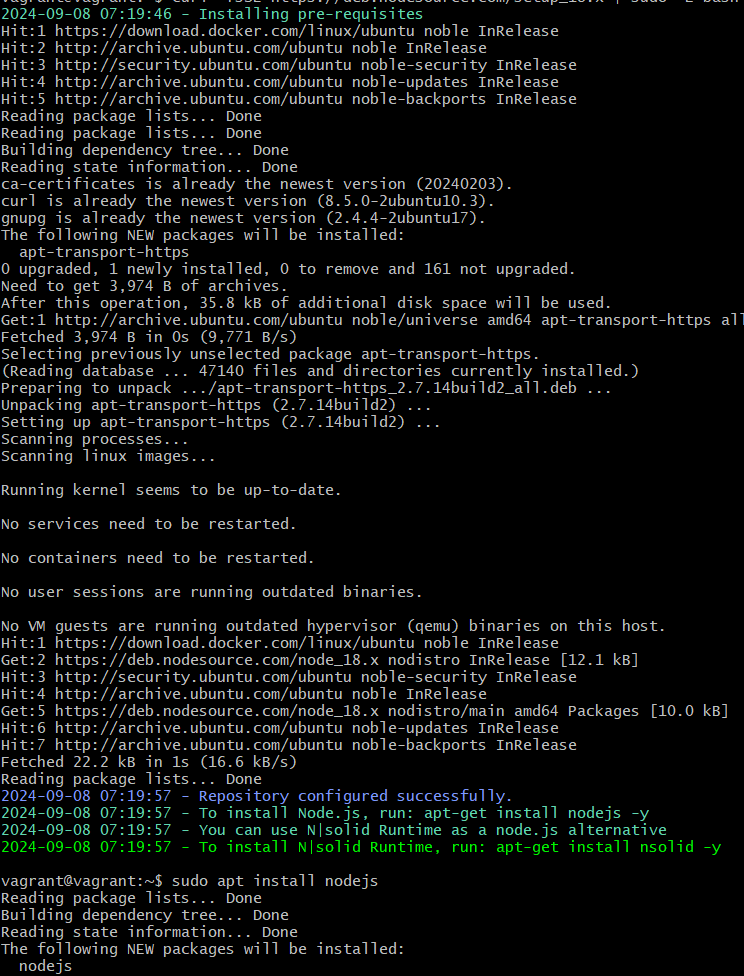 2024-09-08 07:19:46 - Installing pre-requisites
Hit:1 https://download.docker.com/linux/ubuntu noble InRelease
Hit:2 http://archive.ubuntu.com/ubuntu noble InRelease
Hit:3 http://security.ubuntu.com/ubuntu noble-security InRelease
Hit:4 http://archive.ubuntu.com/ubuntu noble-updates InRelease
Hit:5 http://archive.ubuntu.com/ubuntu noble-backports InRelease
Reading package lists... Done
Reading package lists... Done
Building dependency tree... Done
Reading state information... Done
ca-certificates is already the newest version (20240203).
curl is already the newest version (8.5.0-2ubuntu10.3).
gnupg is already the newest version (2.4.4-2ubuntu17).
The following NEW packages will be installed:
  apt-transport-https
0 upgraded, 1 newly installed, 0 to remove and 161 not upgraded.
Need to get 3,974 B of archives.
After this operation, 35.8 kB of additional disk space will be used.
Get:1 http://archive.ubuntu.com/ubuntu noble/universe amd64 apt-transport-https all
Fetched 3,974 B in 0s (9,771 B/s)
Selecting previously unselected package apt-transport-https.
(Reading database ... 47140 files and directories currently installed.)
Preparing to unpack .../apt-transport-https_2.7.14build2_all.deb ...
Unpacking apt-transport-https (2.7.14build2) ...
Setting up apt-transport-https (2.7.14build2) ...
Scanning processes...
Scanning linux images...
Running kernel seems to be up-to-date.
No services need to be restarted.
No containers need to be restarted.
No user sessions are running outdated binaries.
No VM guests are running outdated hypervisor (qemu) binaries on this host.
Hit:1 https://download.docker.com/linux/ubuntu noble InRelease
Get:2 https://deb.nodesource.com/node_18.x nodistro InRelease [12.1 kB]
Hit:3 http://security.ubuntu.com/ubuntu noble-security InRelease
Hit:4 http://archive.ubuntu.com/ubuntu noble InRelease
Get:5 https://deb.nodesource.com/node_18.x nodistro/main amd64 Packages [10.0 kB]
Hit:6 http://archive.ubuntu.com/ubuntu noble-updates InRelease
Hit:7 http://archive.ubuntu.com/ubuntu noble-backports InRelease
Fetched 22.2 kB in 1s (16.6 kB/s)
Reading package lists... Done
2024-09-08 07:19:57 - Repository configured successfully.
2024-09-08 07:19:57 - To install Node.js, run: apt-get install nodejs -y
2024-09-08 07:19:57 - You can use N|solid Runtime as a node.js alternative
2024-09-08 07:19:57 - To install N|solid Runtime, run: apt-get install nsolid -y
vagrant@vagrant:~$ sudo apt install nodejs
Reading package lists... Done
Building dependency tree... Done
Reading state information... Done
The following NEW packages will be installed:
  nodejs